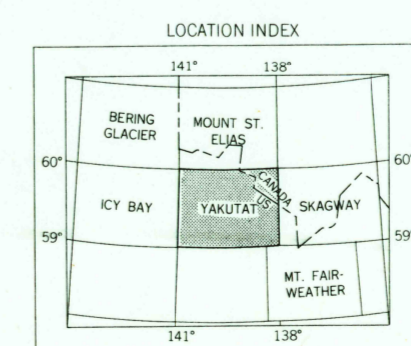 LOCATION INDEX
141° 138°
BERING
GLACIER
MOUNT ST.
ELIAS
60° 60°
CANADA
US
ICY BAY
YAKUTAT
SKAGWAY
59° 59°
MT. FAIR-
WEATHER
141° 138°